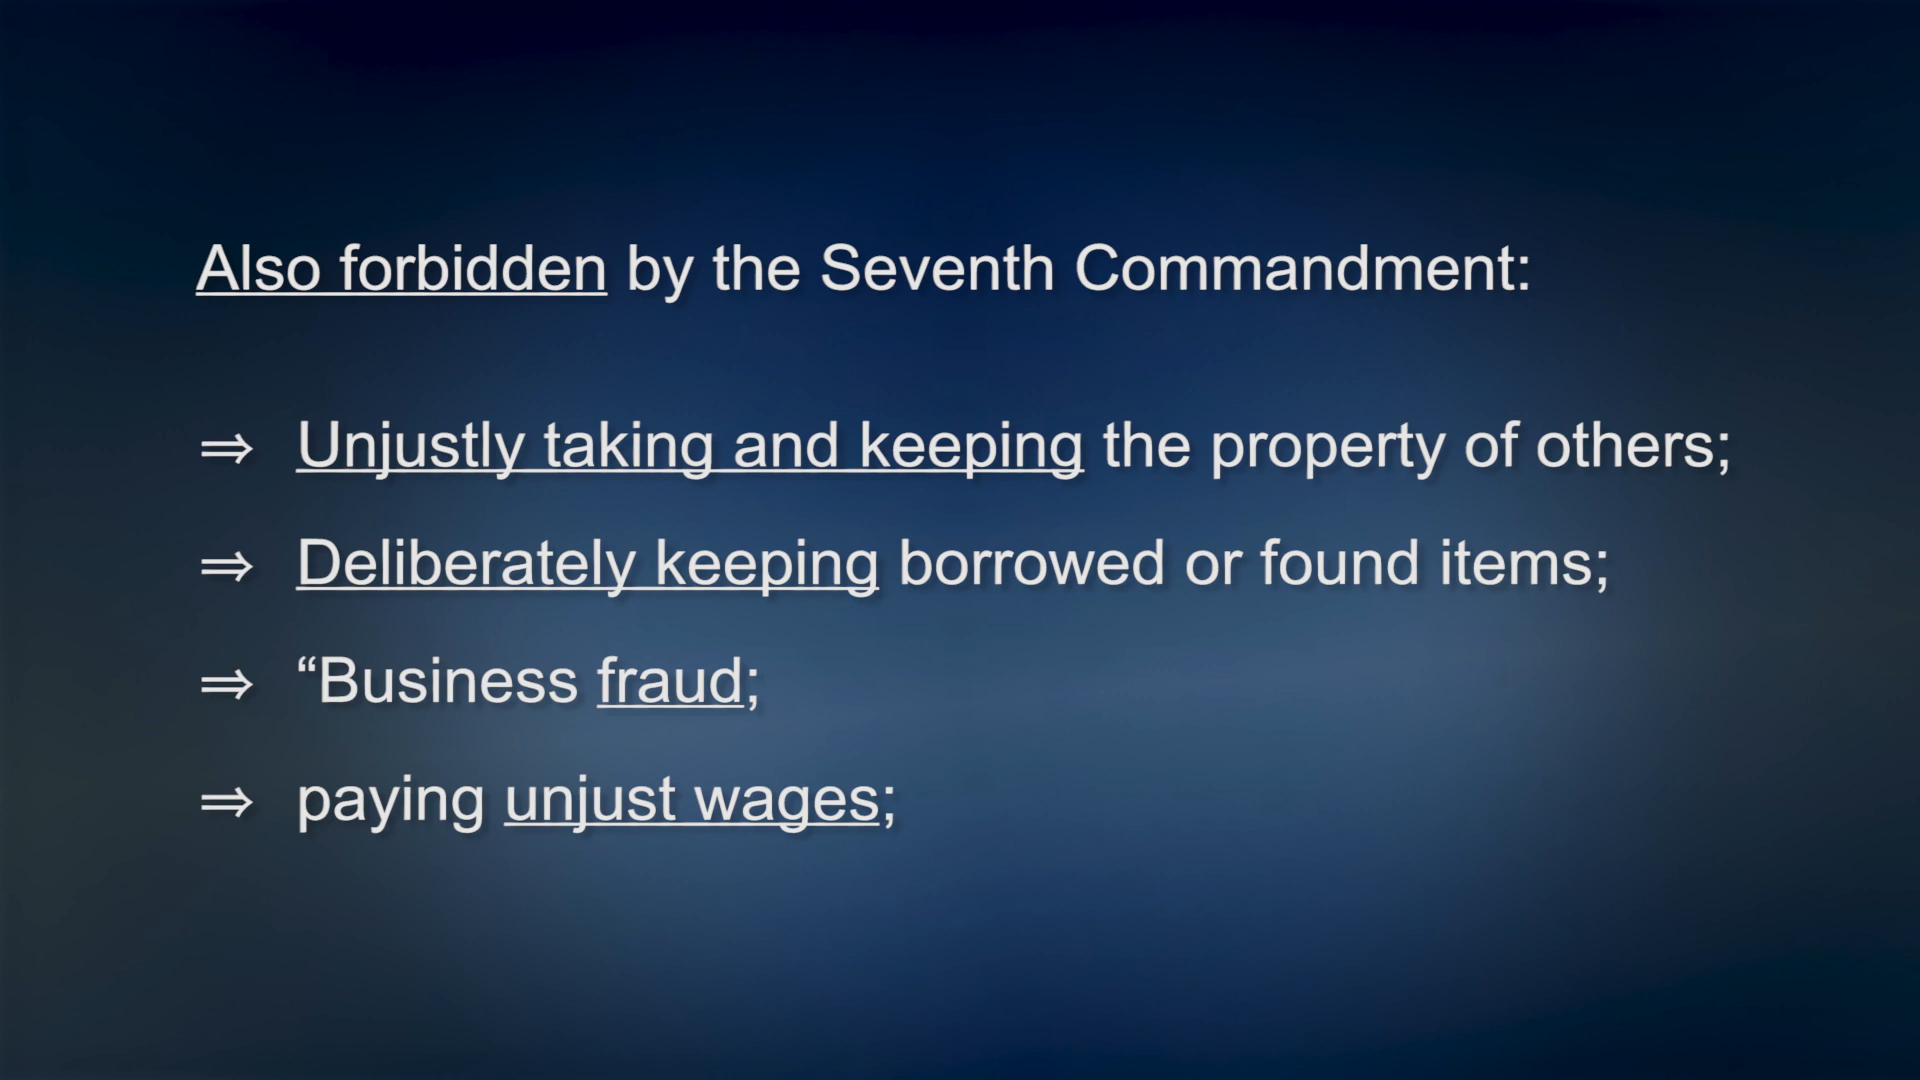 Also forbidden by the Seventh Commandment:
⇒ Unjustly taking and keeping the property of others;
⇒ Deliberately keeping borrowed or found items;
⇒ “Business fraud;
⇒ paying unjust wages;